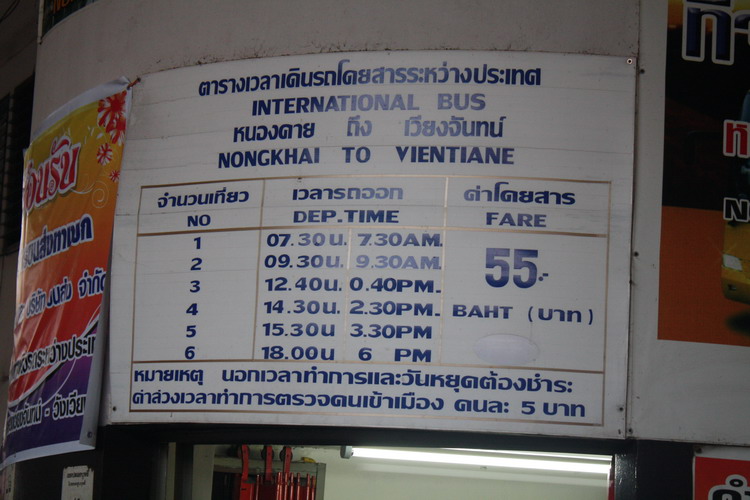 ตารางเวลาเดินรถโดยสารระหว่างประเทศ
INTERNATIONAL BUS
หนองคาย ถึง เวียงจันทน์
NONGKHAI TO VIENTIANE
จำนวนเที่ยว เวลารถออก ค่าโดยสาร
NO DEP.TIME FARE
1 07.30น. 7.30AM.
2 09.30น. 9.30AM.
3 12.40น. 0.40PM.
4 14.30น. 2.30PM.
5 15.30น 3.30PM
6 18.00น 6 PM
55.-
BAHT (บาท)
หมายเหตุ นอกเวลาทำการและวันหยุดต้องชำระ
ค่าล่วงเวลาทำการตรวจคนเข้าเมือง คนละ 5 บาท